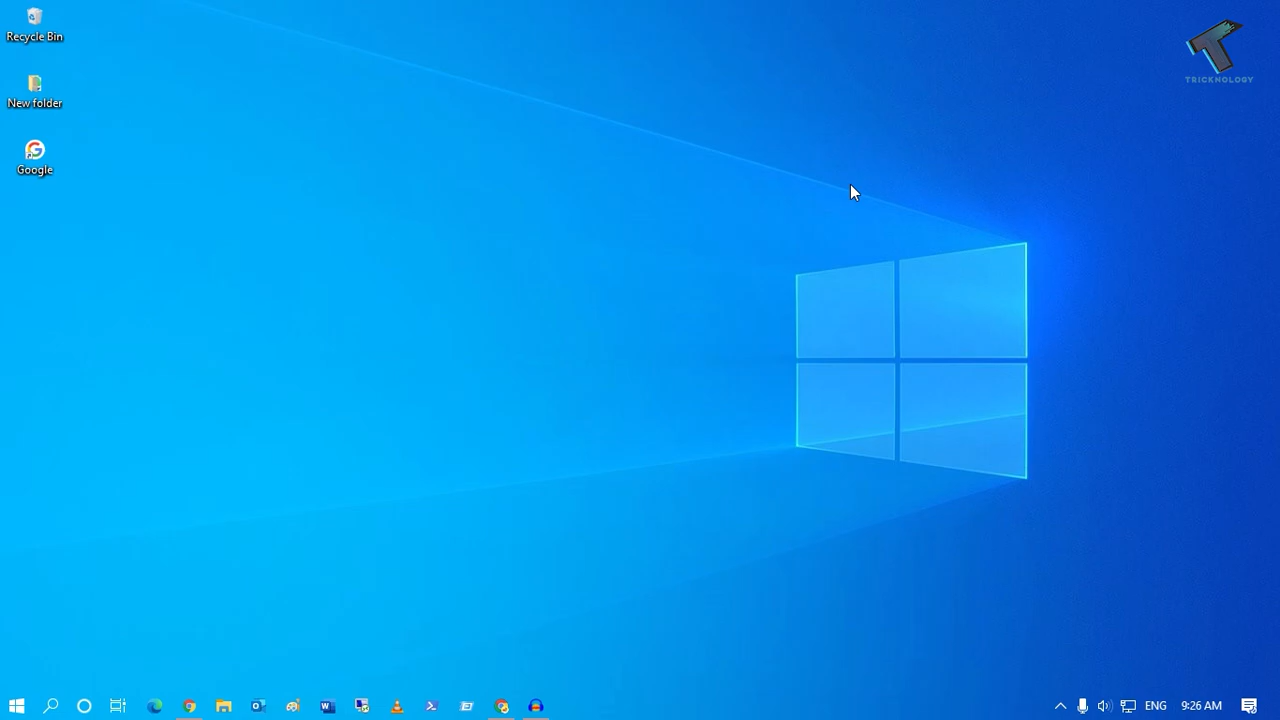 Recycle Bin
TRICKNOLOGY
New folder
Google
ENG
9:26 AM